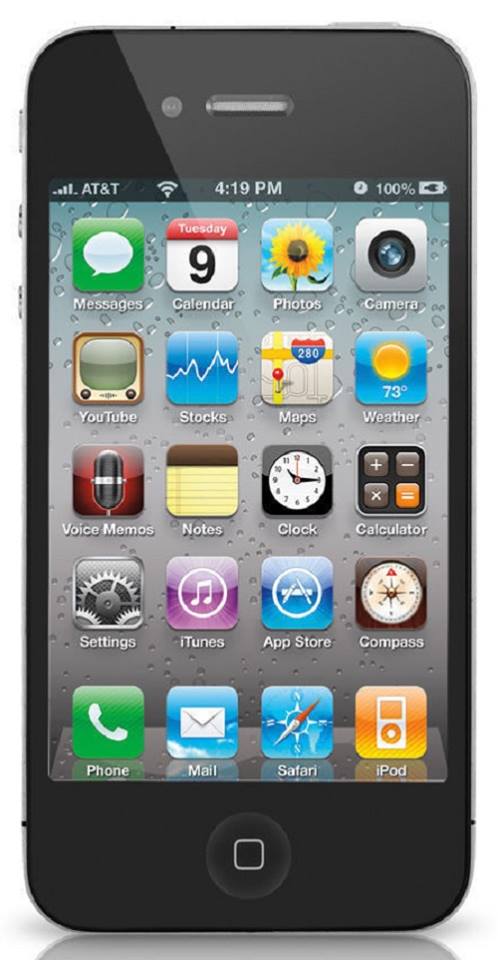 AT&T 4:19 PM 100%
Tuesday
9
280
73°
Messages Calendar Photos Camera
YouTube Stocks Maps Weather
Voice Memos Notes Clock Calculator
Settings iTunes App Store Compass
Phone Mail Safari iPod